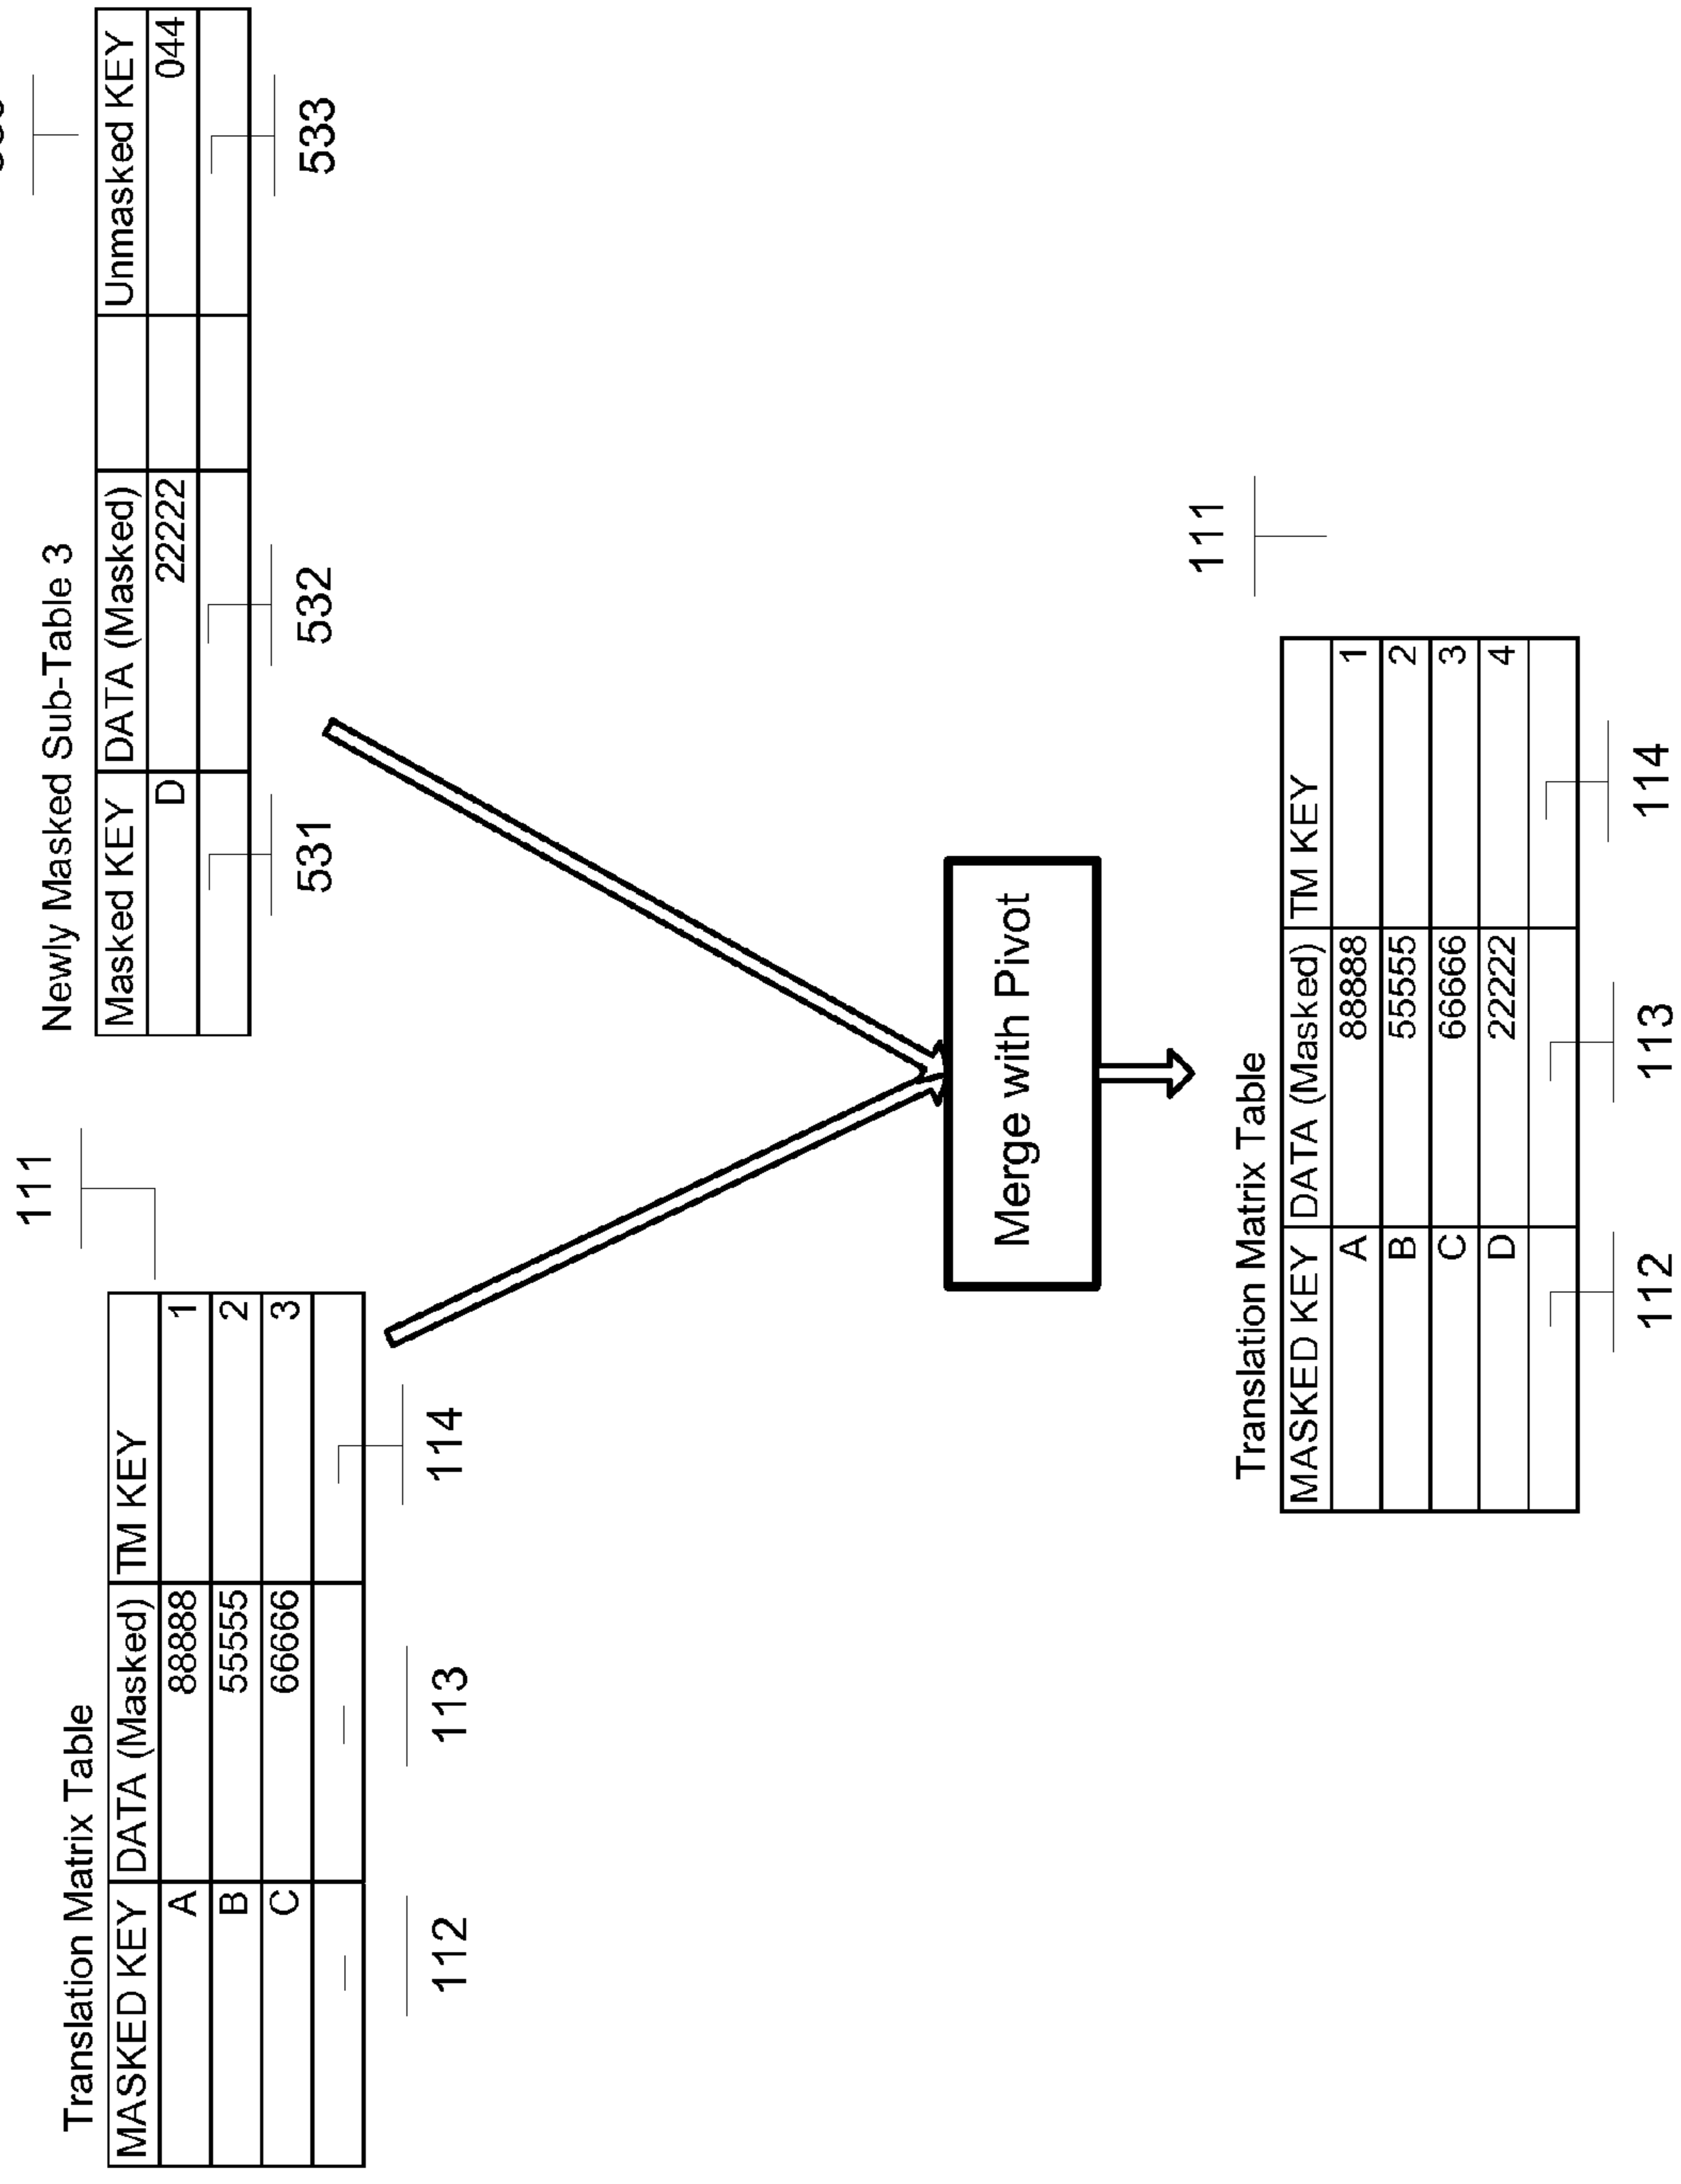 111
Translation Matrix Table
MASKED KEY DATA (Masked) TM KEY
A 88888 1
B 55555 2
C 66666 3
112 113 114
Newly Masked Sub-Table 3
Masked KEY DATA (Masked) Unmasked KEY
D 22222 044
531 532 533
Merge with Pivot
111
Translation Matrix Table
MASKED KEY DATA (Masked) TM KEY
A 88888 1
B 55555 2
C 66666 3
D 22222 4
112 113 114